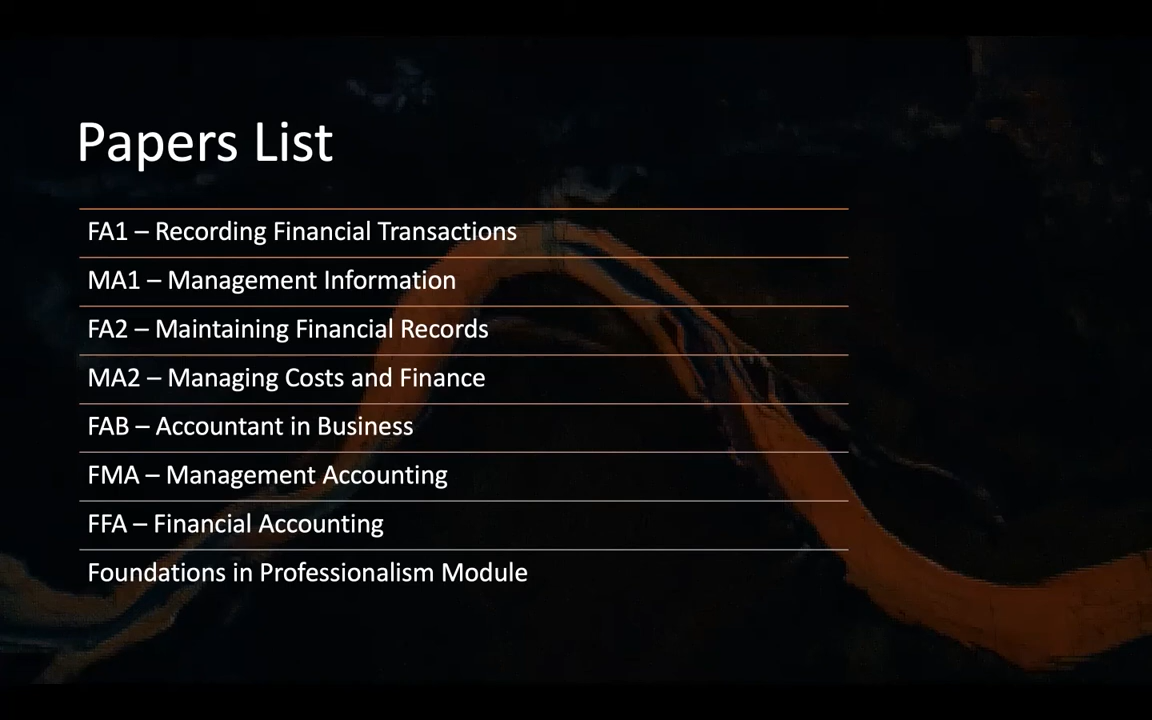 Papers List
FA1 – Recording Financial Transactions
MA1 – Management Information
FA2 – Maintaining Financial Records
MA2 – Managing Costs and Finance
FAB – Accountant in Business
FMA – Management Accounting
FFA – Financial Accounting
Foundations in Professionalism Module